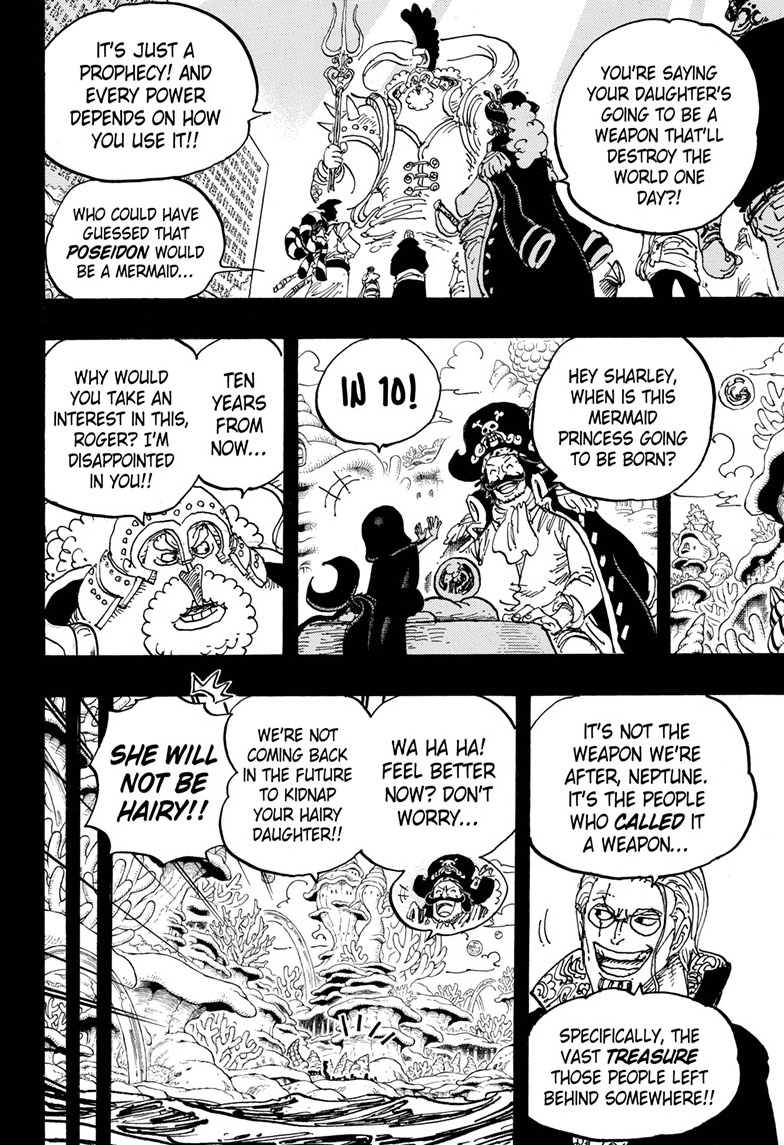 YOU'RE SAYING
YOUR DAUGHTER'S
GOING TO BE A
WEAPON THAT'LL
DESTROY THE
WORLD ONE
DAY?!
IT'S JUST A
PROPHECY! AND
EVERY POWER
DEPENDS ON HOW
YOU USE IT!!
WHO COULD HAVE
GUESSED THAT
POSEIDON WOULD
BE A MERMAID...
HEY SHARLEY,
WHEN IS THIS
MERMAID
PRINCESS GOING
TO BE BORN?
IN 10!
TEN
YEARS
FROM
NOW...
WHY WOULD
YOU TAKE AN
INTEREST IN THIS,
ROGER? I'M
DISAPPOINTED
IN YOU!!
IT'S NOT THE
WEAPON WE'RE
AFTER, NEPTUNE.
IT'S THE PEOPLE
WHO CALLED IT
A WEAPON...
SPECIFICALLY, THE
VAST TREASURE
THOSE PEOPLE LEFT
BEHIND SOMEWHERE!!
WA HA HA!
FEEL BETTER
NOW? DON'T
WORRY...
WE'RE NOT
COMING BACK
IN THE FUTURE
TO KIDNAP
YOUR HAIRY
DAUGHTER!!
SHE WILL
NOT BE
HAIRY!!